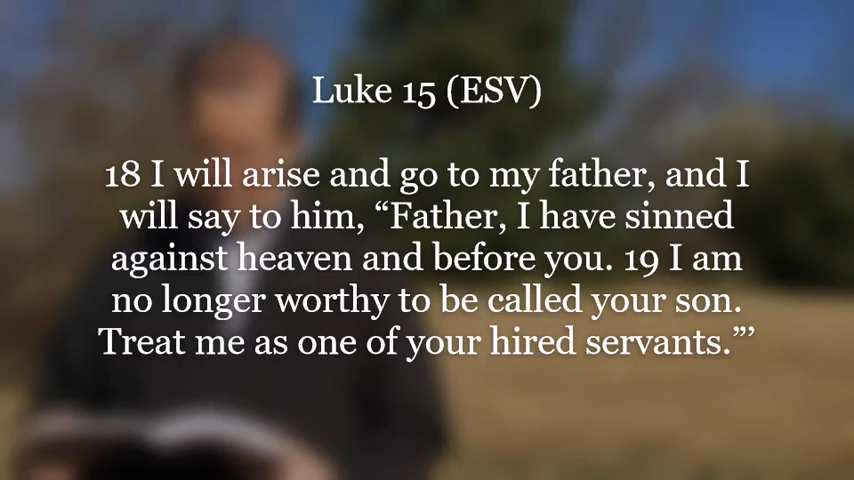 Luke 15 (ESV)
18 I will arise and go to my father, and I
will say to him, “Father, I have sinned
against heaven and before you. 19 I am
no longer worthy to be called your son.
Treat me as one of your hired servants.”’